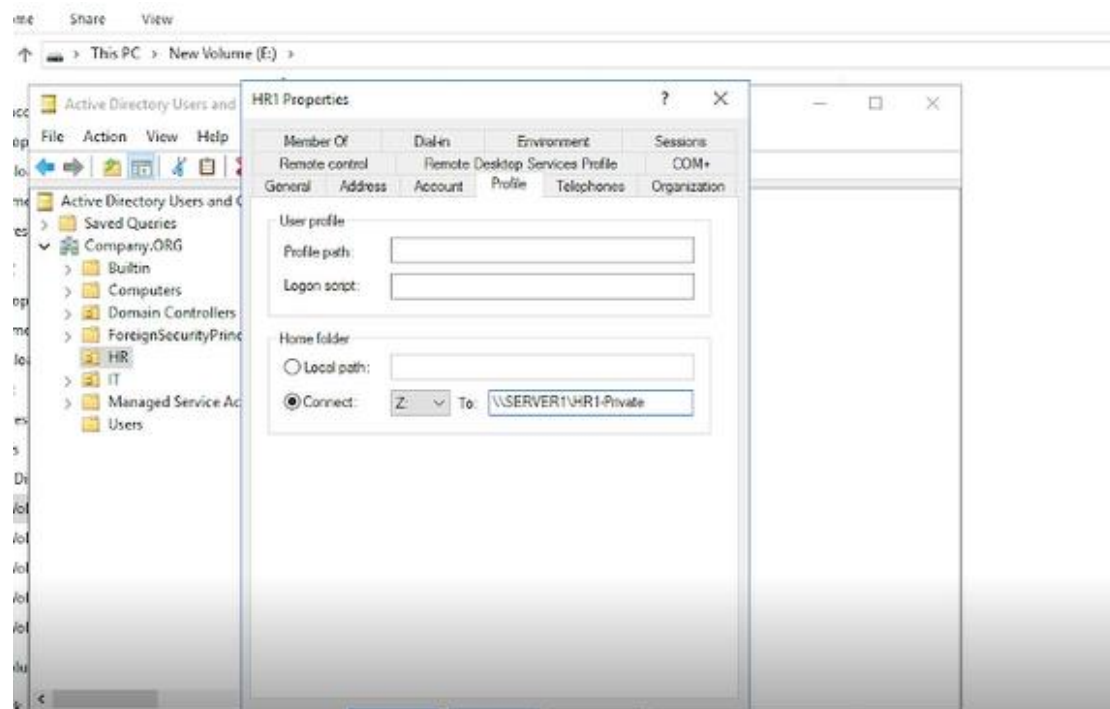 Share View
This PC > New Volume (E:) >
Active Directory Users and
File Action View Help
Active Directory Users and
Saved Queries
Company.ORG
Builtin
Computers
Domain Controllers
ForeignSecurityPrinc
HR
IT
Managed Service Ac
Users
HR1 Properties ? ×
Member Of Dial-in Environment Sessions
Remote control Remote Desktop Services Profile COM+
General Address Account Profile Telephones Organization
User profile
Profile path:
Logon script:
Home folder
Local path:
Connect: Z: To: \\SERVER1\HR1-Private